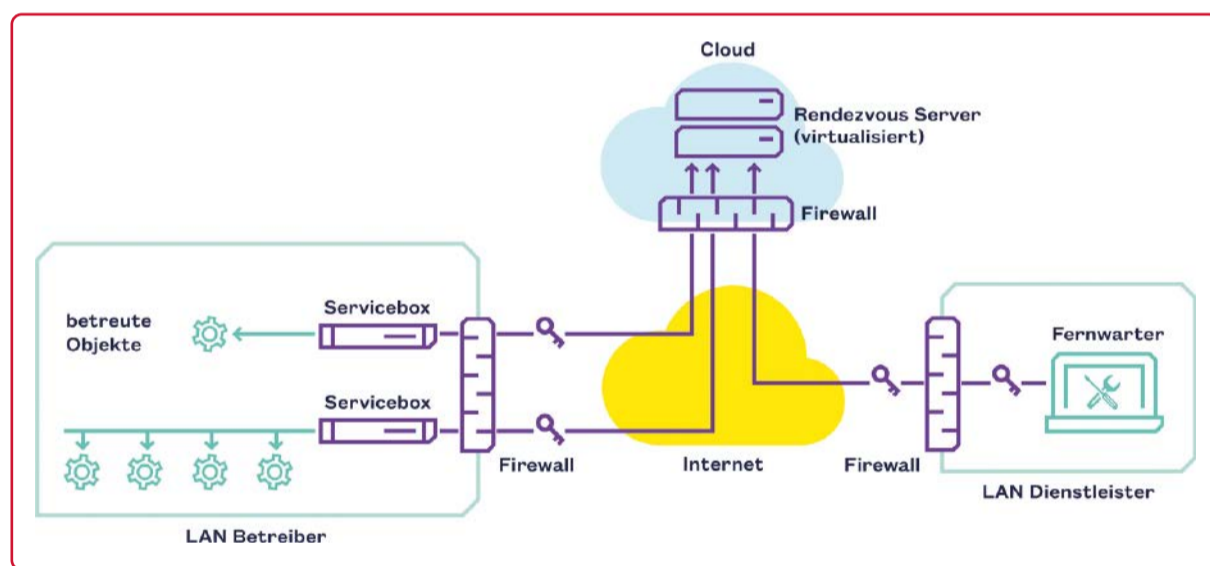 Cloud
Rendezvous Server
(virtualisiert)
Firewall
betreute
Objekte
Servicebox
Servicebox
Firewall
LAN Betreiber
Internet
Fernwarter
Firewall
LAN Dienstleister